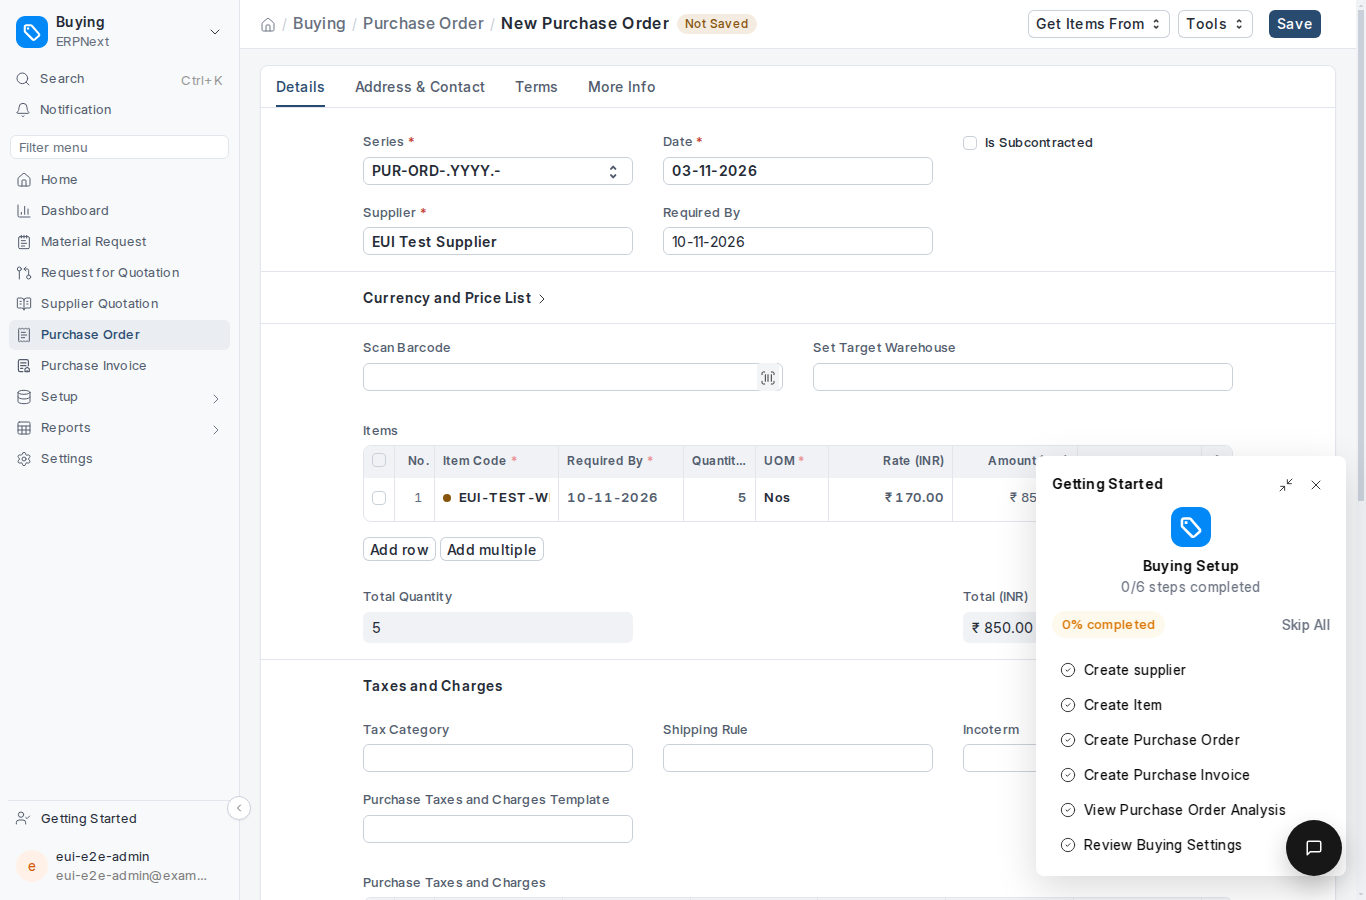 Buying
ERPNext
Search
Ctrl+K
Notification
Filter menu
Home
Dashboard
Material Request
Request for Quotation
Supplier Quotation
Purchase Order
Purchase Invoice
Setup
Reports
Settings
Getting Started
e
eui-e2e-admin
eui-e2e-admin@exam...
/ Buying / Purchase Order / New Purchase Order Not Saved
Get Items From
Tools
Save
Details Address & Contact Terms More Info
Series * Date * Is Subcontracted
PUR-ORD-.YYYY.- 03-11-2026
Supplier * Required By
EUI Test Supplier 10-11-2026
Currency and Price List
Scan Barcode Set Target Warehouse
Items
No. Item Code * Required By * Quantit... UOM * Rate (INR) Amount
1 EUI-TEST-W 10-11-2026 5 Nos ₹ 170.00 ₹ 85
Add row Add multiple
Total Quantity Total (INR)
5 ₹ 850.00
Taxes and Charges
Tax Category Shipping Rule Incoterm
Purchase Taxes and Charges Template
Purchase Taxes and Charges
Getting Started
Buying Setup
0/6 steps completed
0% completed Skip All
Create supplier
Create Item
Create Purchase Order
Create Purchase Invoice
View Purchase Order Analysis
Review Buying Settings